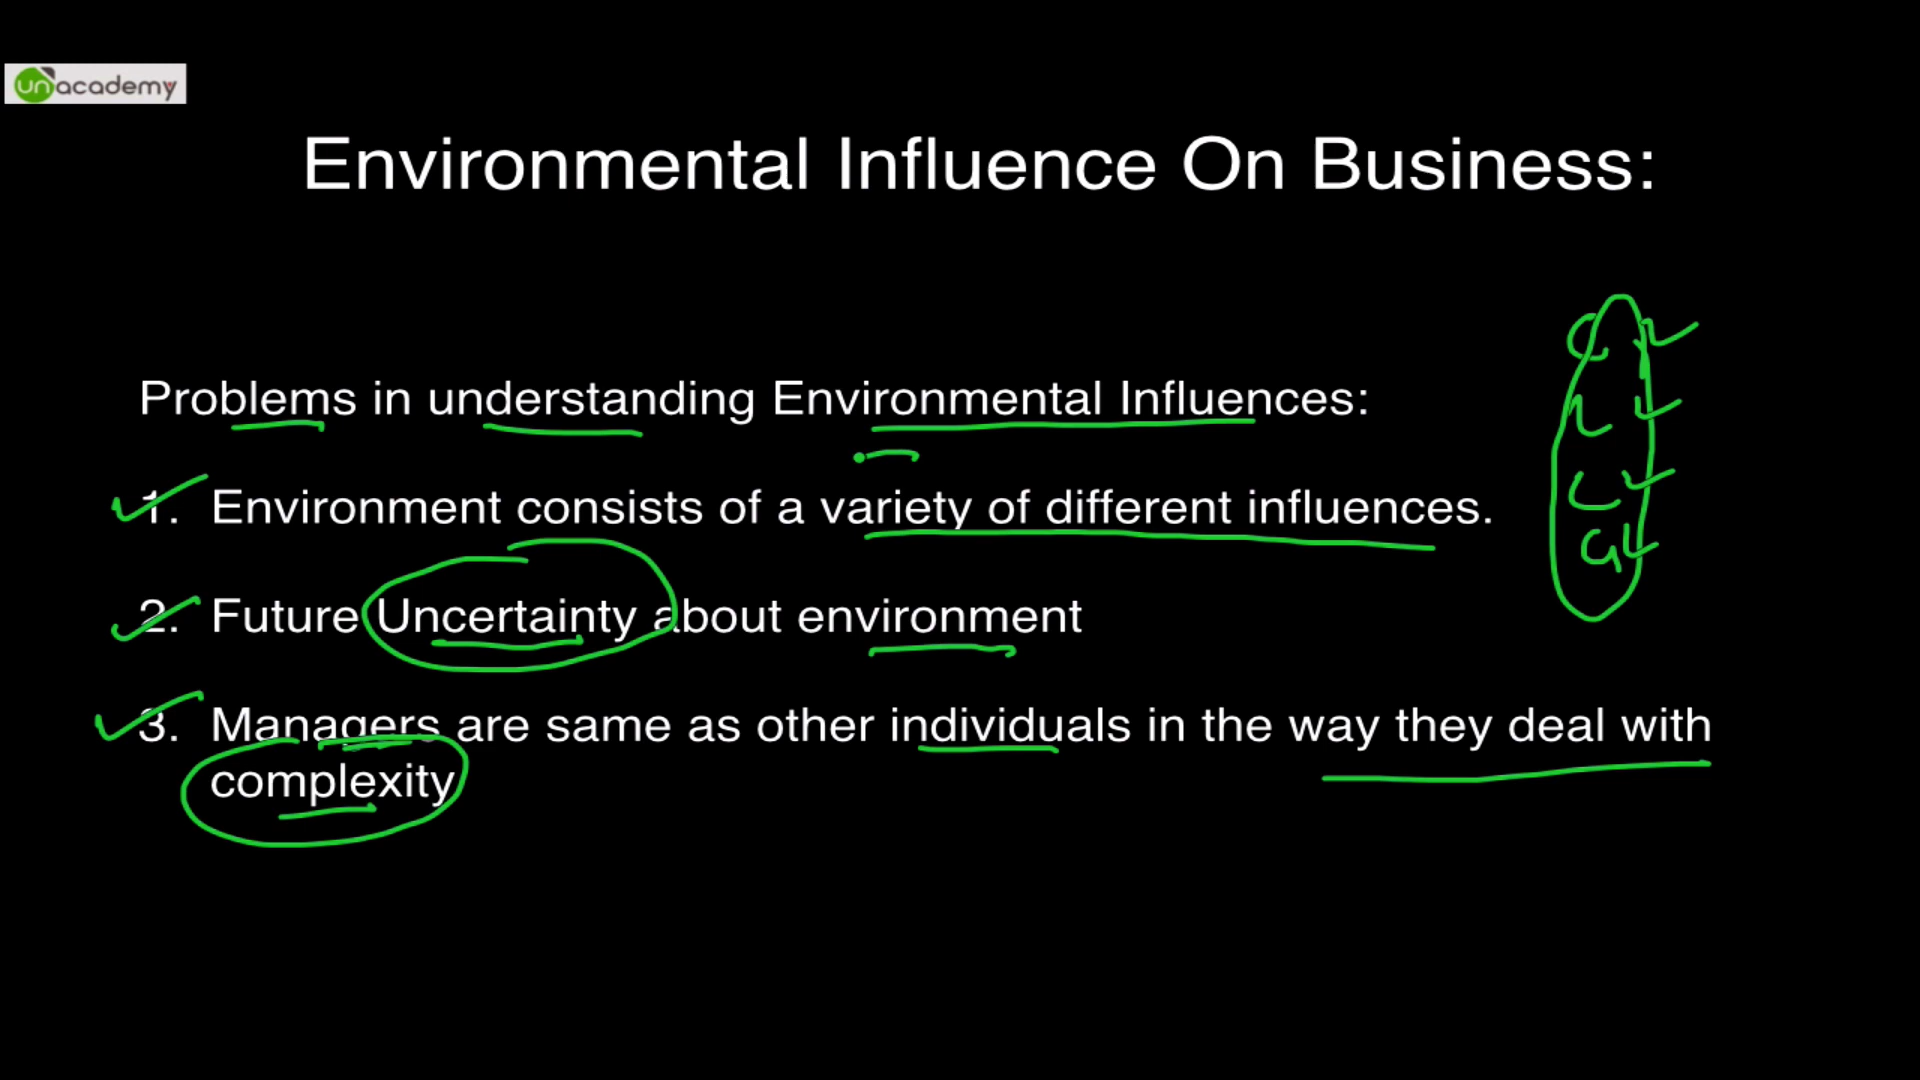 unacademy
Environmental Influence On Business:
Problems in understanding Environmental Influences:
1. Environment consists of a variety of different influences.
2. Future Uncertainty about environment
3. Managers are same as other individuals in the way they deal with
complexity